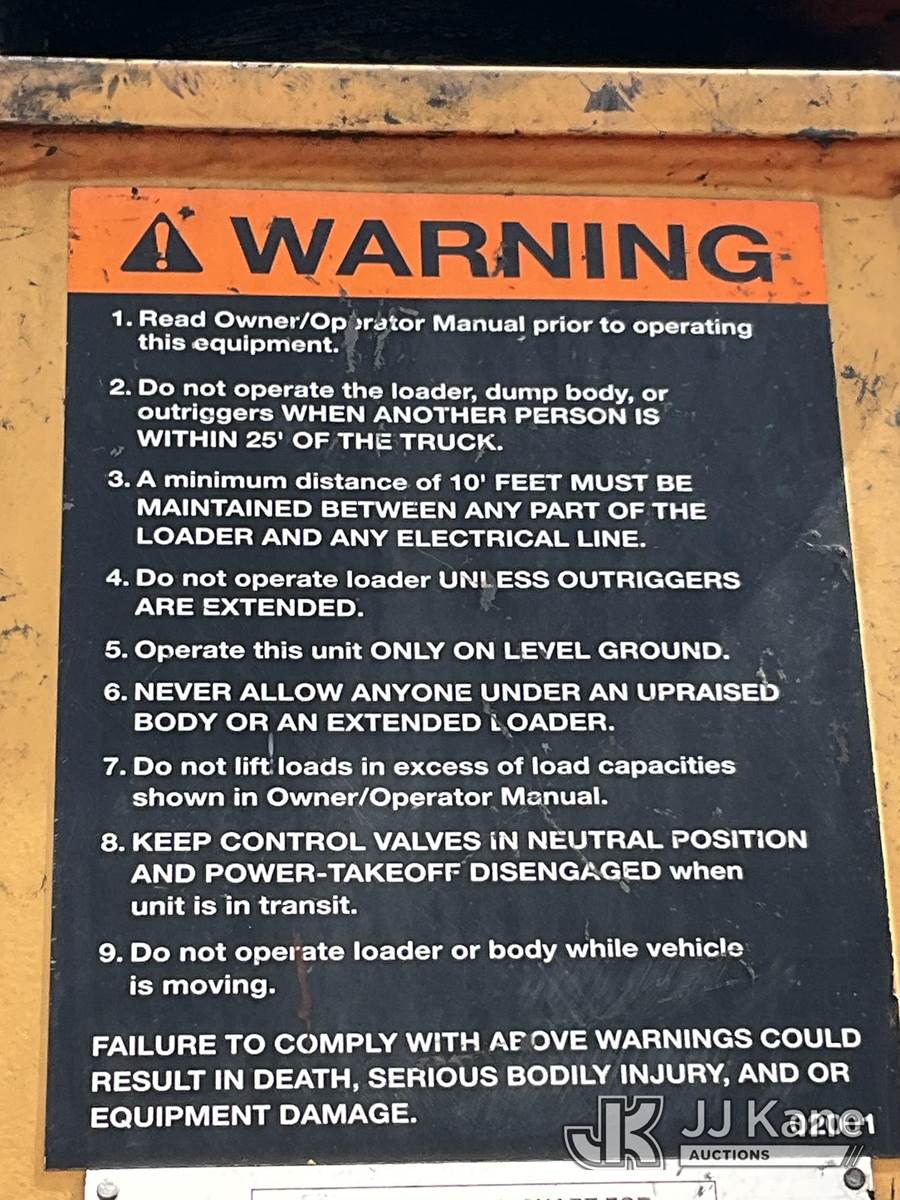 WARNING
1. Read Owner/Operator Manual prior to operating
this equipment.
2. Do not operate the loader, dump body, or
outriggers WHEN ANOTHER PERSON IS
WITHIN 25' OF THE TRUCK.
3. A minimum distance of 10' FEET MUST BE
MAINTAINED BETWEEN ANY PART OF THE
LOADER AND ANY ELECTRICAL LINE.
4. Do not operate loader UNLESS OUTRIGGERS
ARE EXTENDED.
5. Operate this unit ONLY ON LEVEL GROUND.
6. NEVER ALLOW ANYONE UNDER AN UPRAISED
BODY OR AN EXTENDED LOADER.
7. Do not lift loads in excess of load capacities
shown in Owner/Operator Manual.
8. KEEP CONTROL VALVES IN NEUTRAL POSITION
AND POWER-TAKEOFF DISENGAGED when
unit is in transit.
9. Do not operate loader or body while vehicle
is moving.
FAILURE TO COMPLY WITH ABOVE WARNINGS COULD
RESULT IN DEATH, SERIOUS BODILY INJURY, AND OR
EQUIPMENT DAMAGE.
JK JJ Kane
AUCTIONS